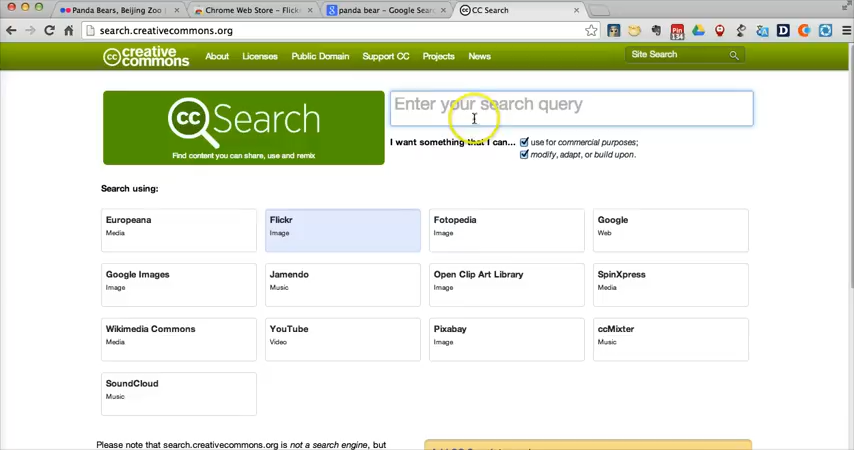 Panda Bears, Beijing Zoo
Chrome Web Store - Flickr
panda bear - Google Sear
CC Search
search.creativecommons.org
Pin
134
creative
commons
About
Licenses
Public Domain
Support CC
Projects
News
Site Search
cc Search
Find content you can share, use and remix
Enter your search query
I want something that I can...
use for commercial purposes;
modify, adapt, or build upon.
Search using:
Europeana
Media
Flickr
Image
Fotopedia
Image
Google
Web
Google Images
Image
Jamendo
Music
Open Clip Art Library
Image
SpinXpress
Media
Wikimedia Commons
Media
YouTube
Video
Pixabay
Image
ccMixter
Music
SoundCloud
Music
Please note that search.creativecommons.org is not a search engine, but